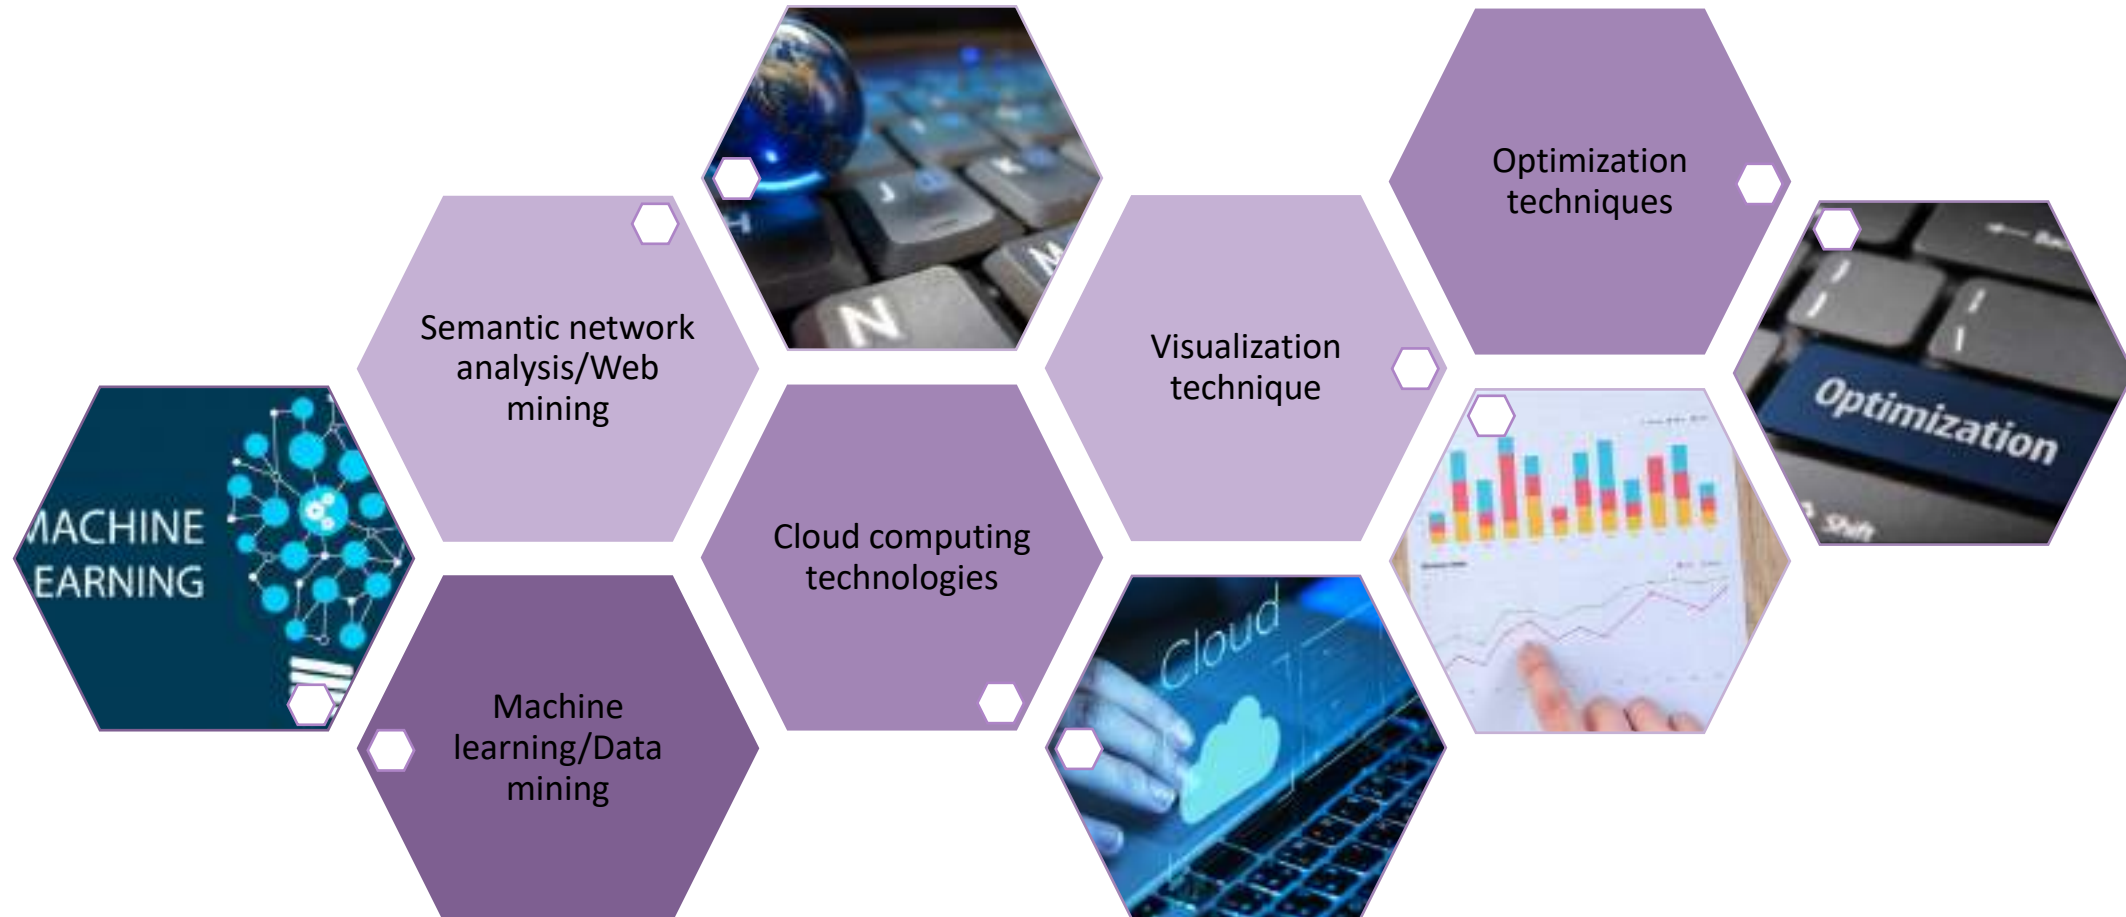 Optimization
techniques
Semantic network
analysis/Web
mining
Visualization
technique
Optimization
Shift
J
K
N
M
MACHINE
EARNING
Cloud computing
technologies
Cloud
Machine
learning/Data
mining